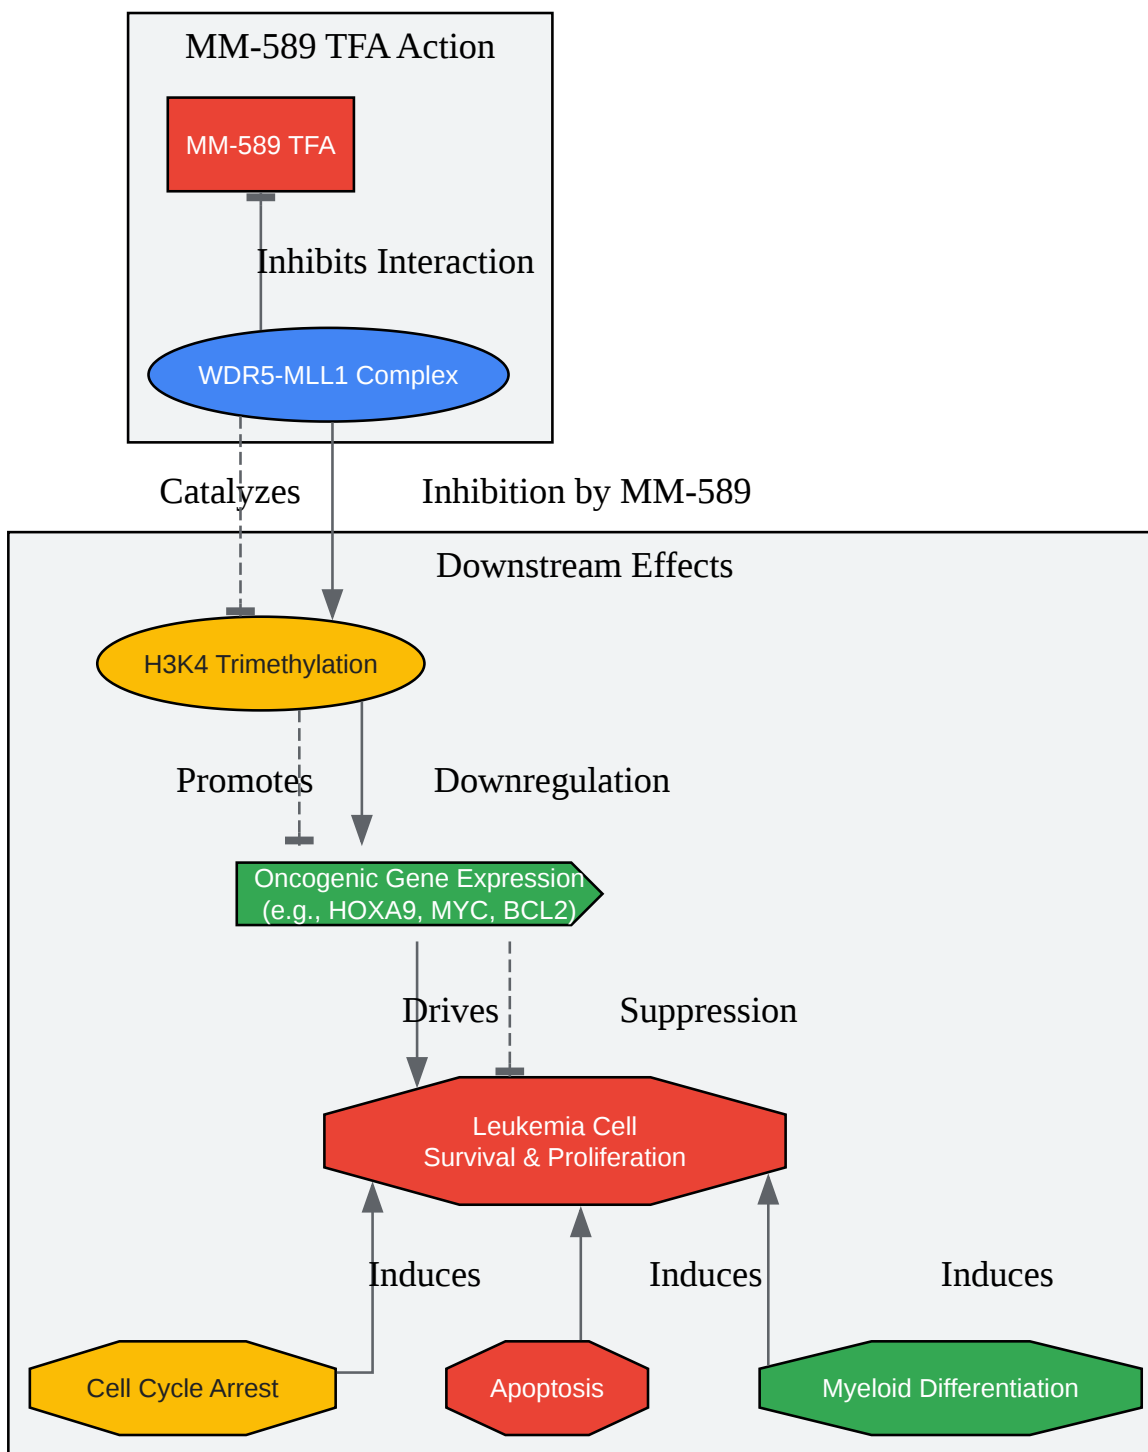 MM-589 TFA Action
MM-589 TFA
Inhibits Interaction
WDR5-MLL1 Complex
Catalyzes
Inhibition by MM-589
Downstream Effects
H3K4 Trimethylation
Promotes
Downregulation
Oncogenic Gene Expression
(e.g., HOXA9, MYC, BCL2)
Drives
Suppression
Leukemia Cell
Survival & Proliferation
Induces
Induces
Induces
Cell Cycle Arrest
Apoptosis
Myeloid Differentiation